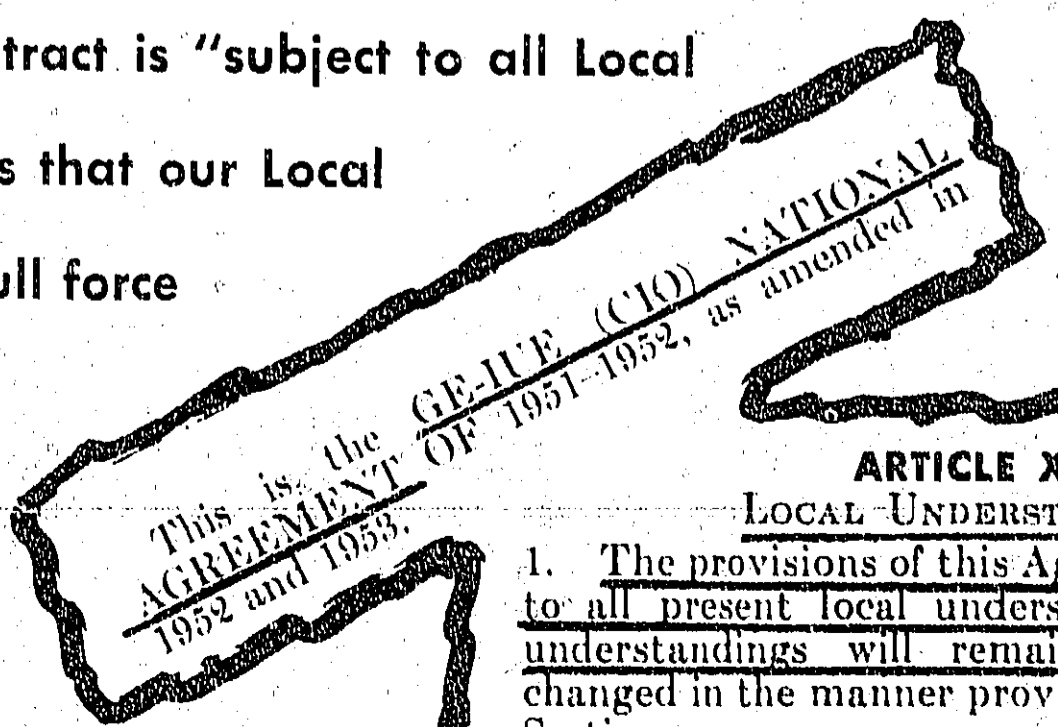 tract is "subject to all Local
s that our Local
ull force
This is the GE-IUE (CIO) NATIONAL
AGREEMENT OF 1951-1952, as amended in
1952 and 1953.
ARTICLE X
LOCAL UNDERST
1. The provisions of this Ag
to all present local unders
understandings will remai
changed in the manner prov